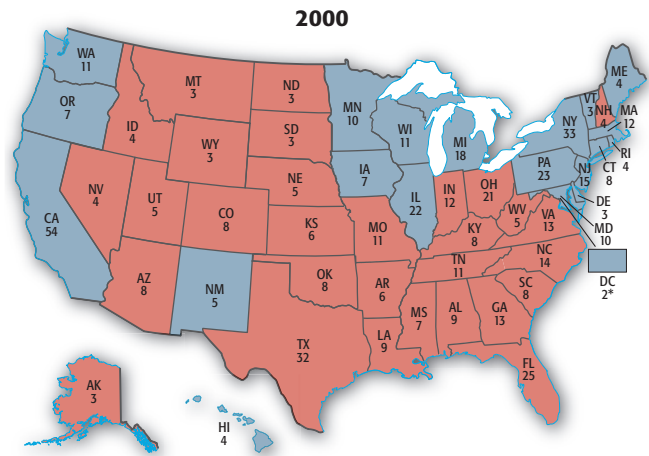 2000
WA
11
OR
7
CA
54
ID
4
NV
4
MT
3
WY
3
UT
5
AZ
8
CO
8
NM
5
ND
3
SD
3
NE
5
KS
6
OK
8
TX
32
MN
10
IA
7
MO
11
AR
6
LA
9
WI
11
IL
22
MI
18
IN
12
OH
21
KY
8
TN
11
MS
7
AL
9
GA
13
FL
25
SC
8
NC
14
VA
13
WV
5
PA
23
NY
33
VT
3
NH
4
ME
4
MA
12
RI
4
CT
8
NJ
15
DE
3
MD
10
DC
2*
AK
3
HI
4